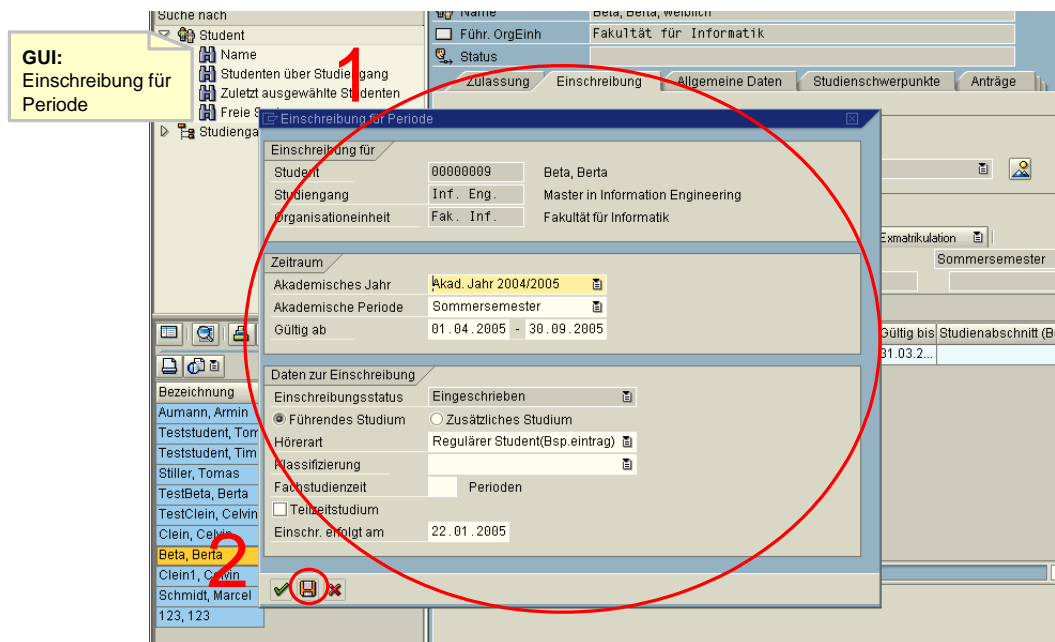 Suche nach
Student
Name
Studenten über Studiengang
Zuletzt ausgewählte Studenten
Freie
Studienga
GUI:
Einschreibung für
Periode
1
Name Beta, Berta, weiblich
Führ. OrgEinh Fakultät für Informatik
Status
Zulassung Einschreibung Allgemeine Daten Studienschwerpunkte Anträge
Einschreibung für Periode
Einschreibung für
Student 00000009 Beta, Berta
Studiengang Inf. Eng. Master in Information Engineering
Organisationeinheit Fak. Inf. Fakultät für Informatik
Zeitraum
Akademisches Jahr Akad. Jahr 2004/2005
Akademische Periode Sommersemester
Gültig ab 01.04.2005 - 30.09.2005
Daten zur Einschreibung
Einschreibungsstatus Eingeschrieben
Führendes Studium Zusätzliches Studium
Hörerart Regulärer Student(Bsp.eintrag)
Klassifizierung
Fachstudienzeit Perioden
Teilzeitstudium
Einschr. erfolgt am 22.01.2005
Exmatrikulation
Sommersemester
Gültig bis Studienabschnitt (B
31.03.2...
Bezeichnung
Aumann, Armin
Teststudent, Tom
Teststudent, Tim
Stiller, Tomas
TestBeta, Berta
TestClein, Celvin
Clein, Celvin
Beta, Berta
Clein1, Celvin
Schmidt, Marcel
123, 123
2